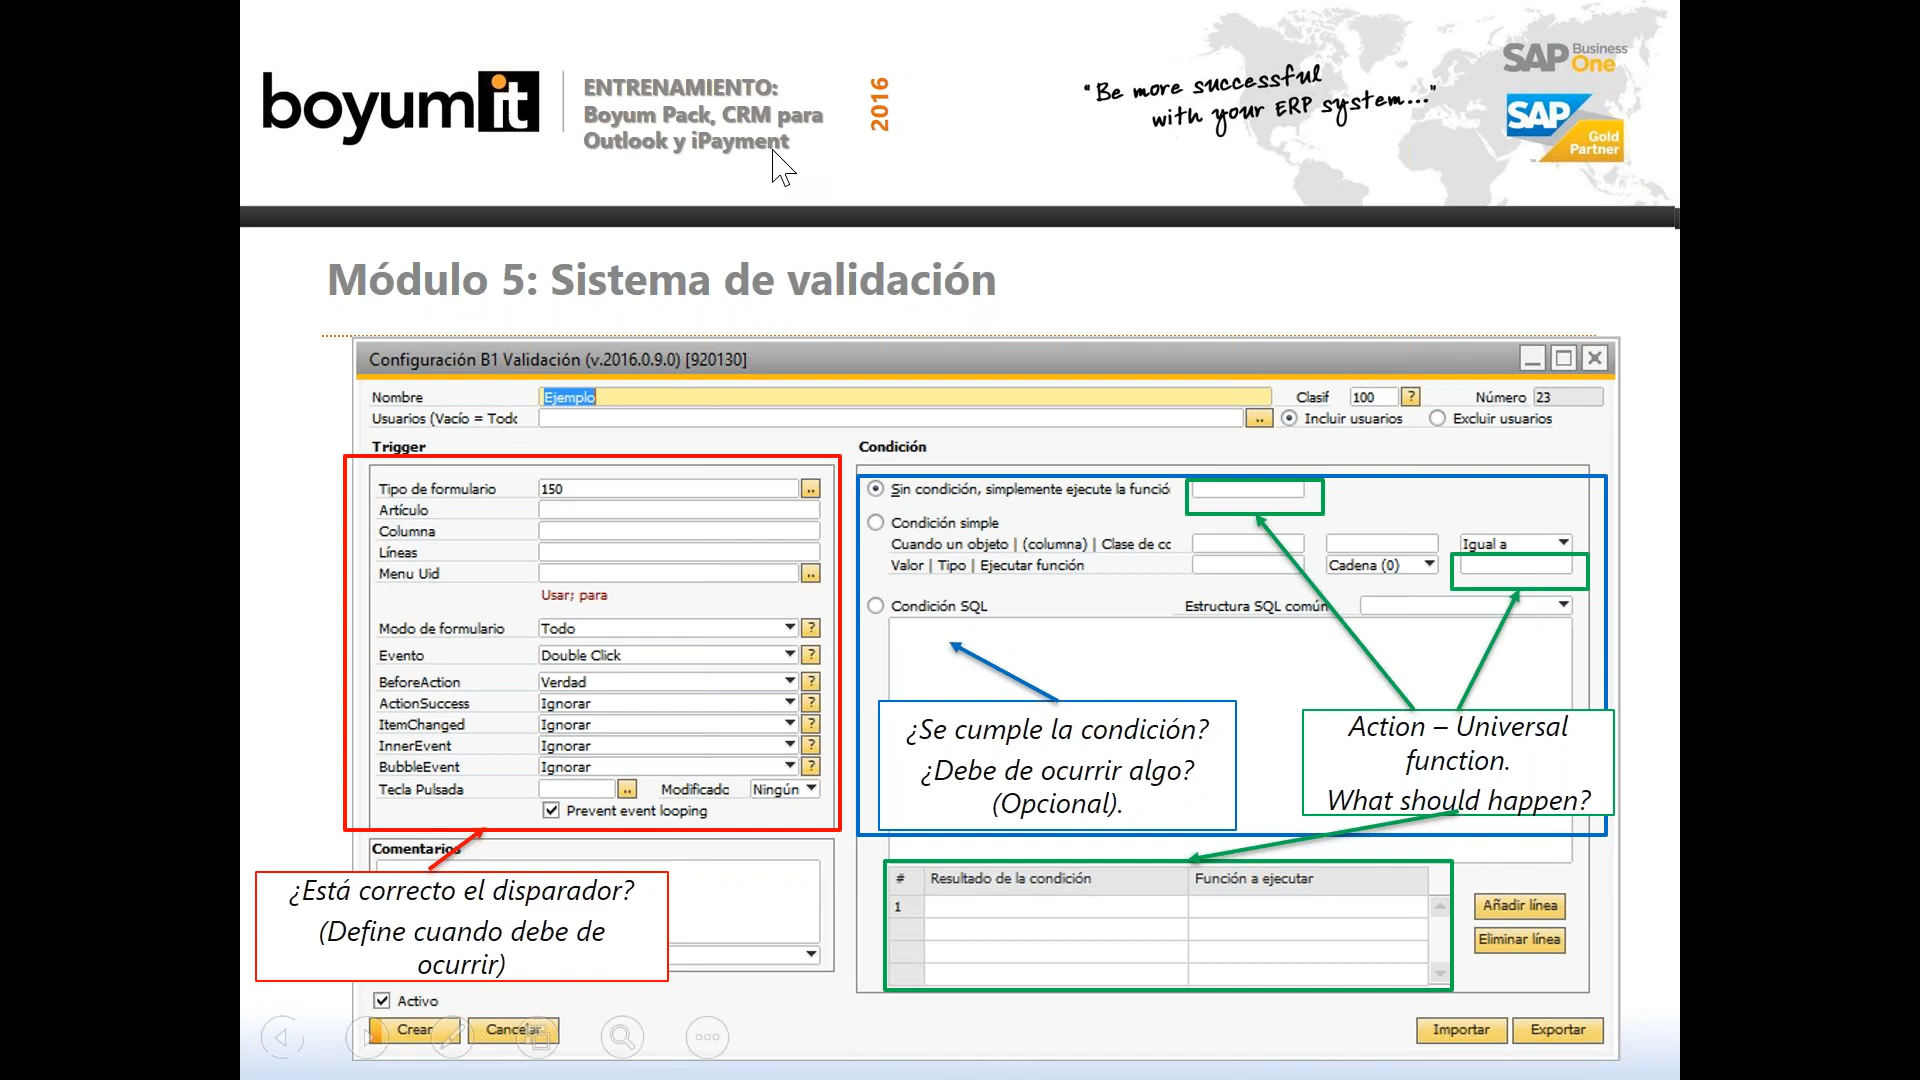 boyumit
ENTRENAMIENTO:
Boyum Pack, CRM para
Outlook y iPayment
2016
"Be more successful
with your ERP system..."
SAP Business One
SAP
Gold
Partner
Módulo 5: Sistema de validación
Configuración B1 Validación (v.2016.0.9.0) [920130]
Nombre Ejemplo Clasif 100 ? Número 23
Usuarios (Vacío = Todc .. Incluir usuarios Excluir usuarios
Trigger
Tipo de formulario 150 ..
Artículo
Columna
Líneas
Menu Uid ..
Usar; para
Modo de formulario Todo ?
Evento Double Click ?
BeforeAction Verdad ?
ActionSuccess Ignorar ?
ItemChanged Ignorar ?
InnerEvent Ignorar ?
BubbleEvent Ignorar ?
Tecla Pulsada .. Modificadc Ningún
Prevent event looping
Comentarios
¿Está correcto el disparador?
(Define cuando debe de
ocurrir)
Activo
Crear Cancelar
Condición
Sin condición, simplemente ejecute la funció
Condición simple
Cuando un objeto | (columna) | Clase de cc Igual a
Valor | Tipo | Ejecutar función Cadena (0)
Condición SQL Estructura SQL común
¿Se cumple la condición?
¿Debe de ocurrir algo?
(Opcional).
Action – Universal
function.
What should happen?
# Resultado de la condición Función a ejecutar
1
Añadir línea
Eliminar línea
Importar Exportar